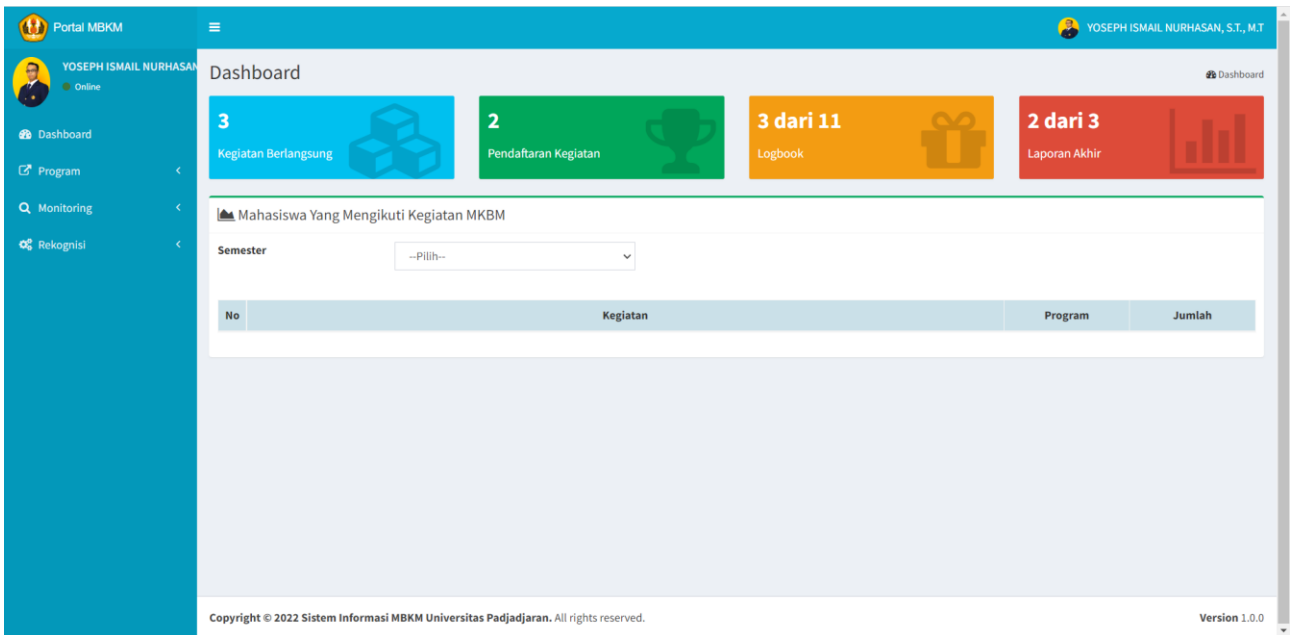 Portal MBKM
YOSEPH ISMAIL NURHASAN, S.T., M.T
YOSEPH ISMAIL NURHASAN
Online
Dashboard
Program
Monitoring
Rekognisi
Dashboard
Dashboard
3
Kegiatan Berlangsung
2
Pendaftaran Kegiatan
3 dari 11
Logbook
2 dari 3
Laporan Akhir
Mahasiswa Yang Mengikuti Kegiatan MKBM
Semester
--Pilih--
No Kegiatan Program Jumlah
Copyright © 2022 Sistem Informasi MBKM Universitas Padjadjaran. All rights reserved. Version 1.0.0